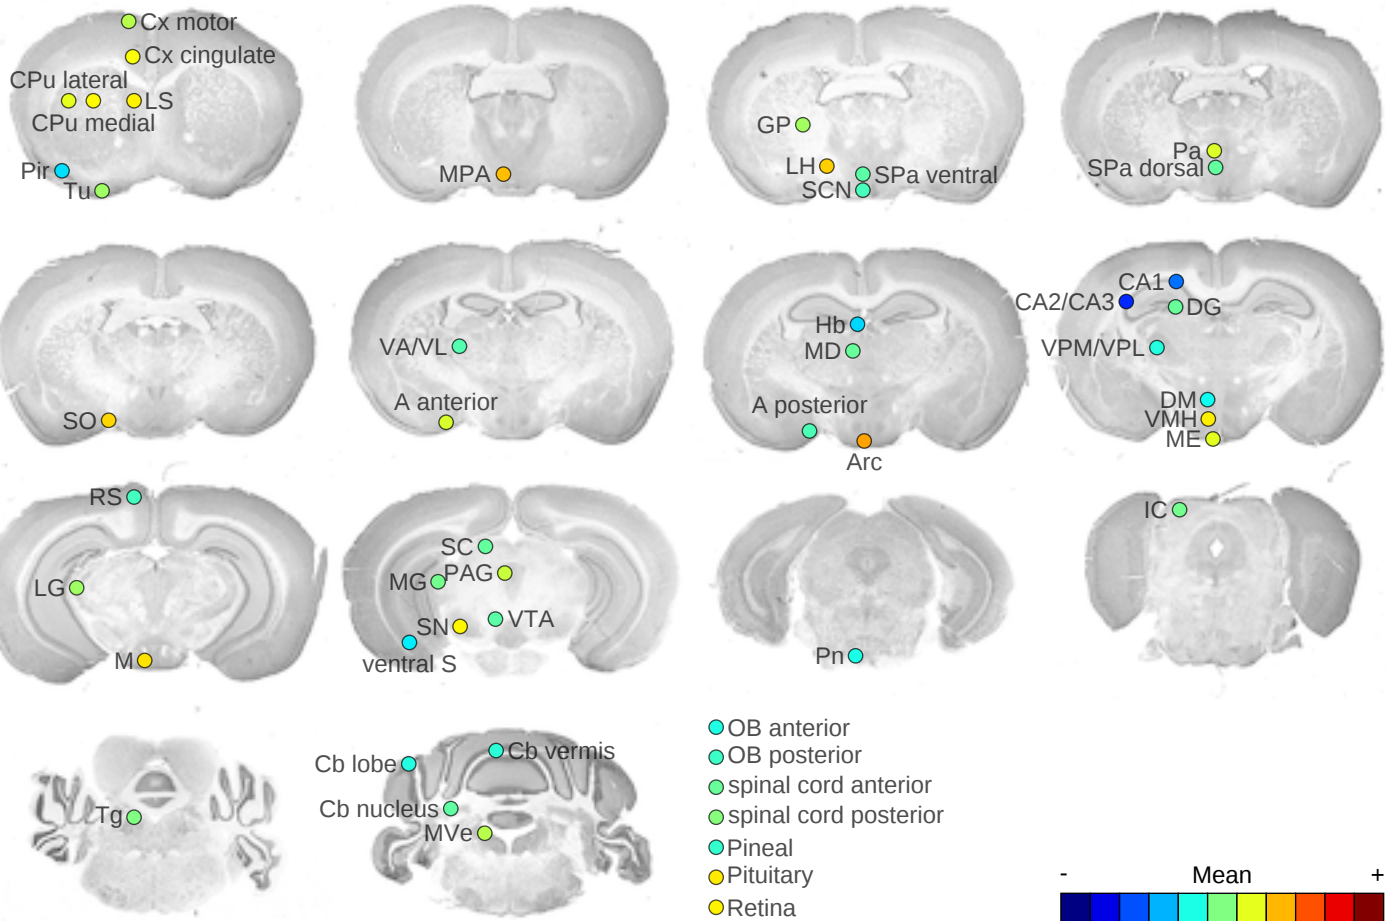 Cx motor
Cx cingulate
CPu lateral
LS
CPu medial
Pir
Tu
MPA
GP
LH
SPa ventral
SCN
Pa
SPa dorsal
SO
VA/VL
A anterior
Hb
MD
A posterior
Arc
CA1
CA2/CA3
DG
VPM/VPL
DM
VMH
ME
RS
LG
M
SC
MG
PAG
SN
VTA
ventral S
Pn
IC
Tg
Cb lobe
Cb vermis
Cb nucleus
MVe
OB anterior
OB posterior
spinal cord anterior
spinal cord posterior
Pineal
Pituitary
Retina
- Mean +